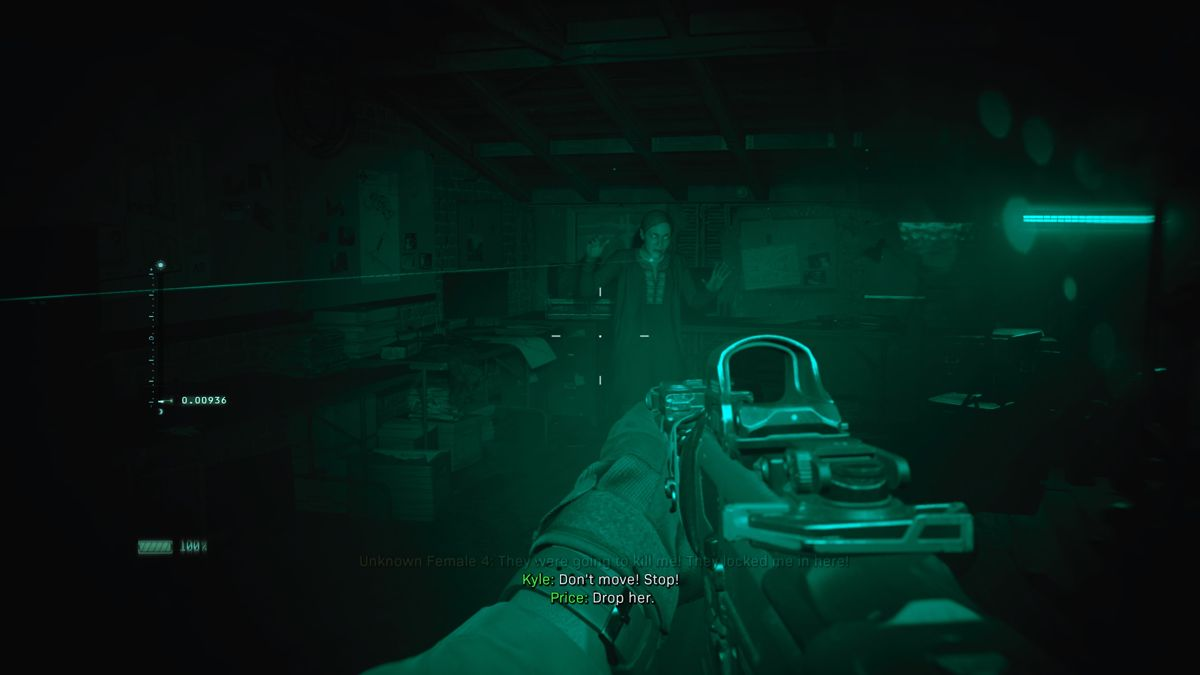 0.00936
100%
Unknown Female 4: They were going to kill me! They locked me in here!
Kyle: Don't move! Stop!
Price: Drop her.